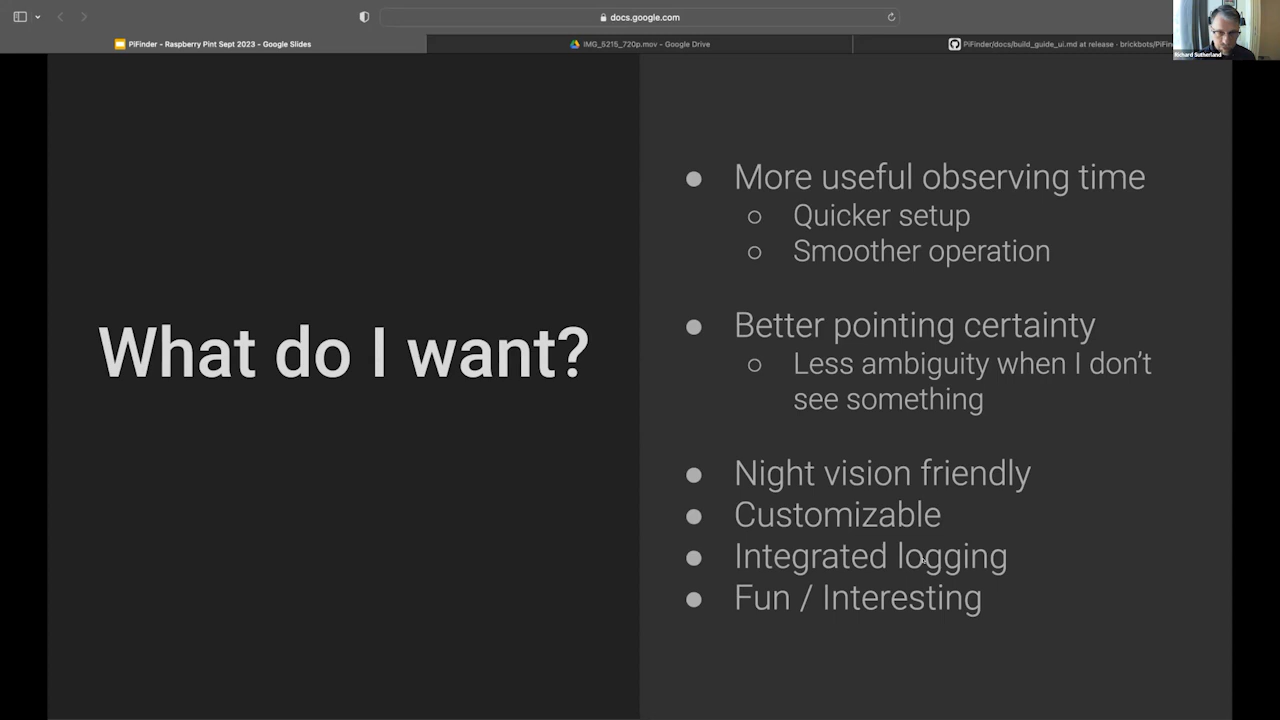 docs.google.com
PiFinder - Raspberry Pint Sept 2023 - Google Slides
IMG_5215_720p.mov - Google Drive
PiFinder/docs/build_guide_ui.md at release · brickbots/PiFin
Richard Sutherland
What do I want?
● More useful observing time
○ Quicker setup
○ Smoother operation
● Better pointing certainty
○ Less ambiguity when I don’t
see something
● Night vision friendly
● Customizable
● Integrated logging
● Fun / Interesting